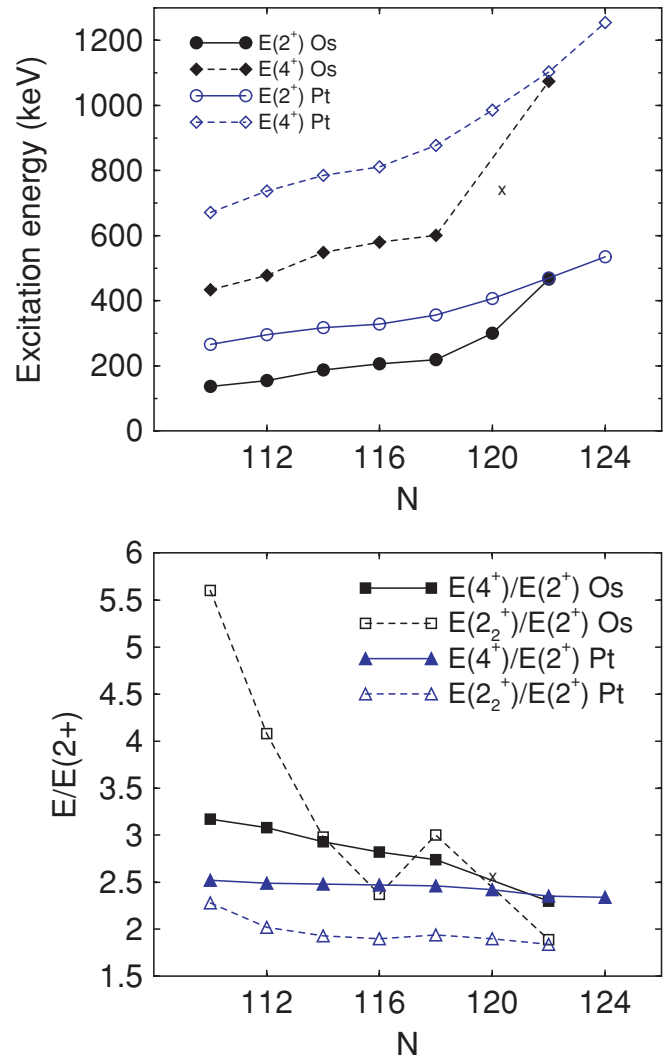 1200
1000
800
600
400
200
0
Excitation energy (keV)
E(2⁺) Os
E(4⁺) Os
E(2⁺) Pt
E(4⁺) Pt
x
112 116 120 124
N
6
5.5
5
4.5
4
3.5
3
2.5
2
1.5
E/E(2+)
E(4⁺)/E(2⁺) Os
E(2₂⁺)/E(2⁺) Os
E(4⁺)/E(2⁺) Pt
E(2₂⁺)/E(2⁺) Pt
x
112 116 120 124
N